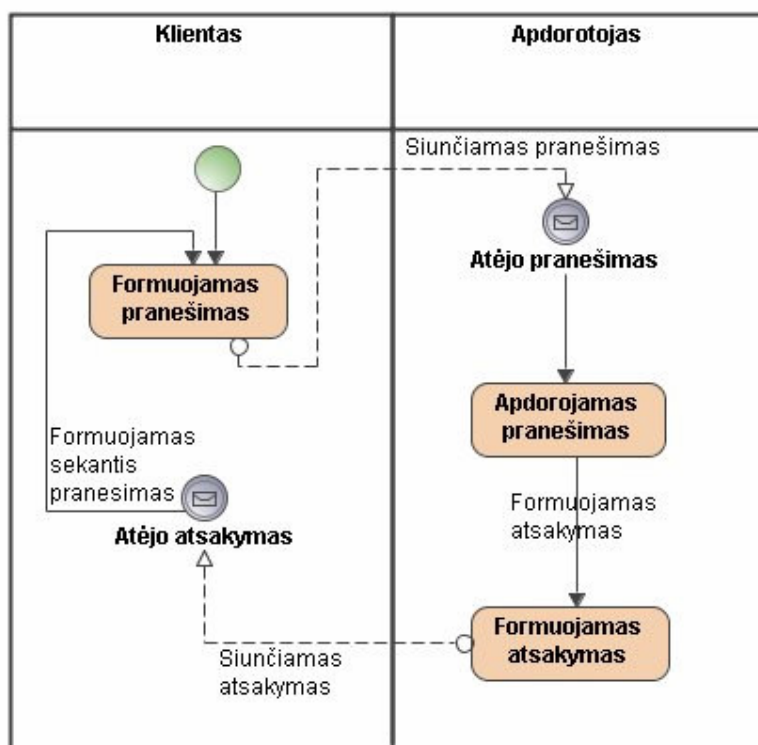 Klientas
Apdorotojas
Siunčiamas pranešimas
Atėjo pranešimas
Formuojamas
pranešimas
Apdorojamas
pranešimas
Formuojamas
sekantis
pranesimas
Atėjo atsakymas
Formuojamas
atsakymas
Formuojamas
atsakymas
Siunčiamas
atsakymas